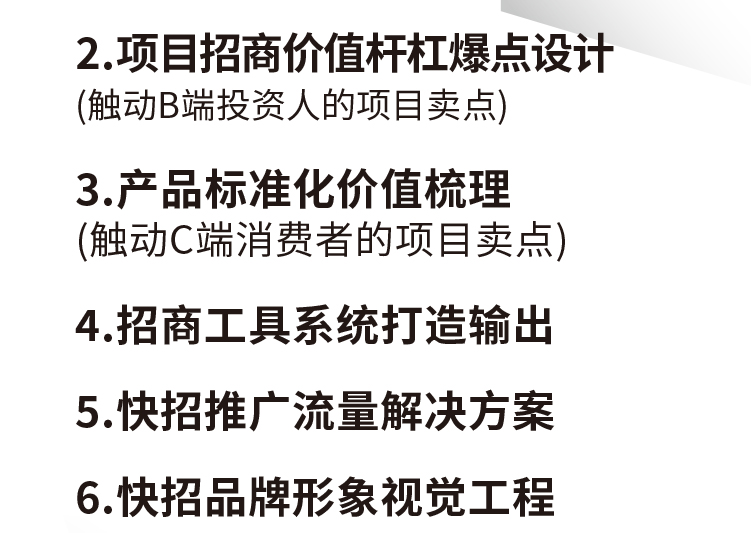 2.项目招商价值杆杠爆点设计
(触动B端投资人的项目卖点)
3.产品标准化价值梳理
(触动C端消费者的项目卖点)
4.招商工具系统打造输出
5.快招推广流量解决方案
6.快招品牌形象视觉工程